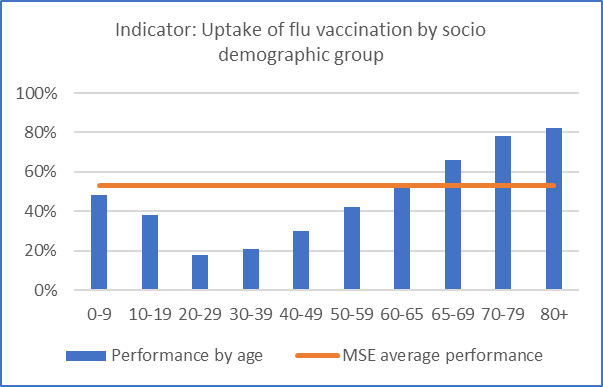 Indicator: Uptake of flu vaccination by socio
demographic group
100%
80%
60%
40%
20%
0%
0-9 10-19 20-29 30-39 40-49 50-59 60-65 65-69 70-79 80+
Performance by age MSE average performance